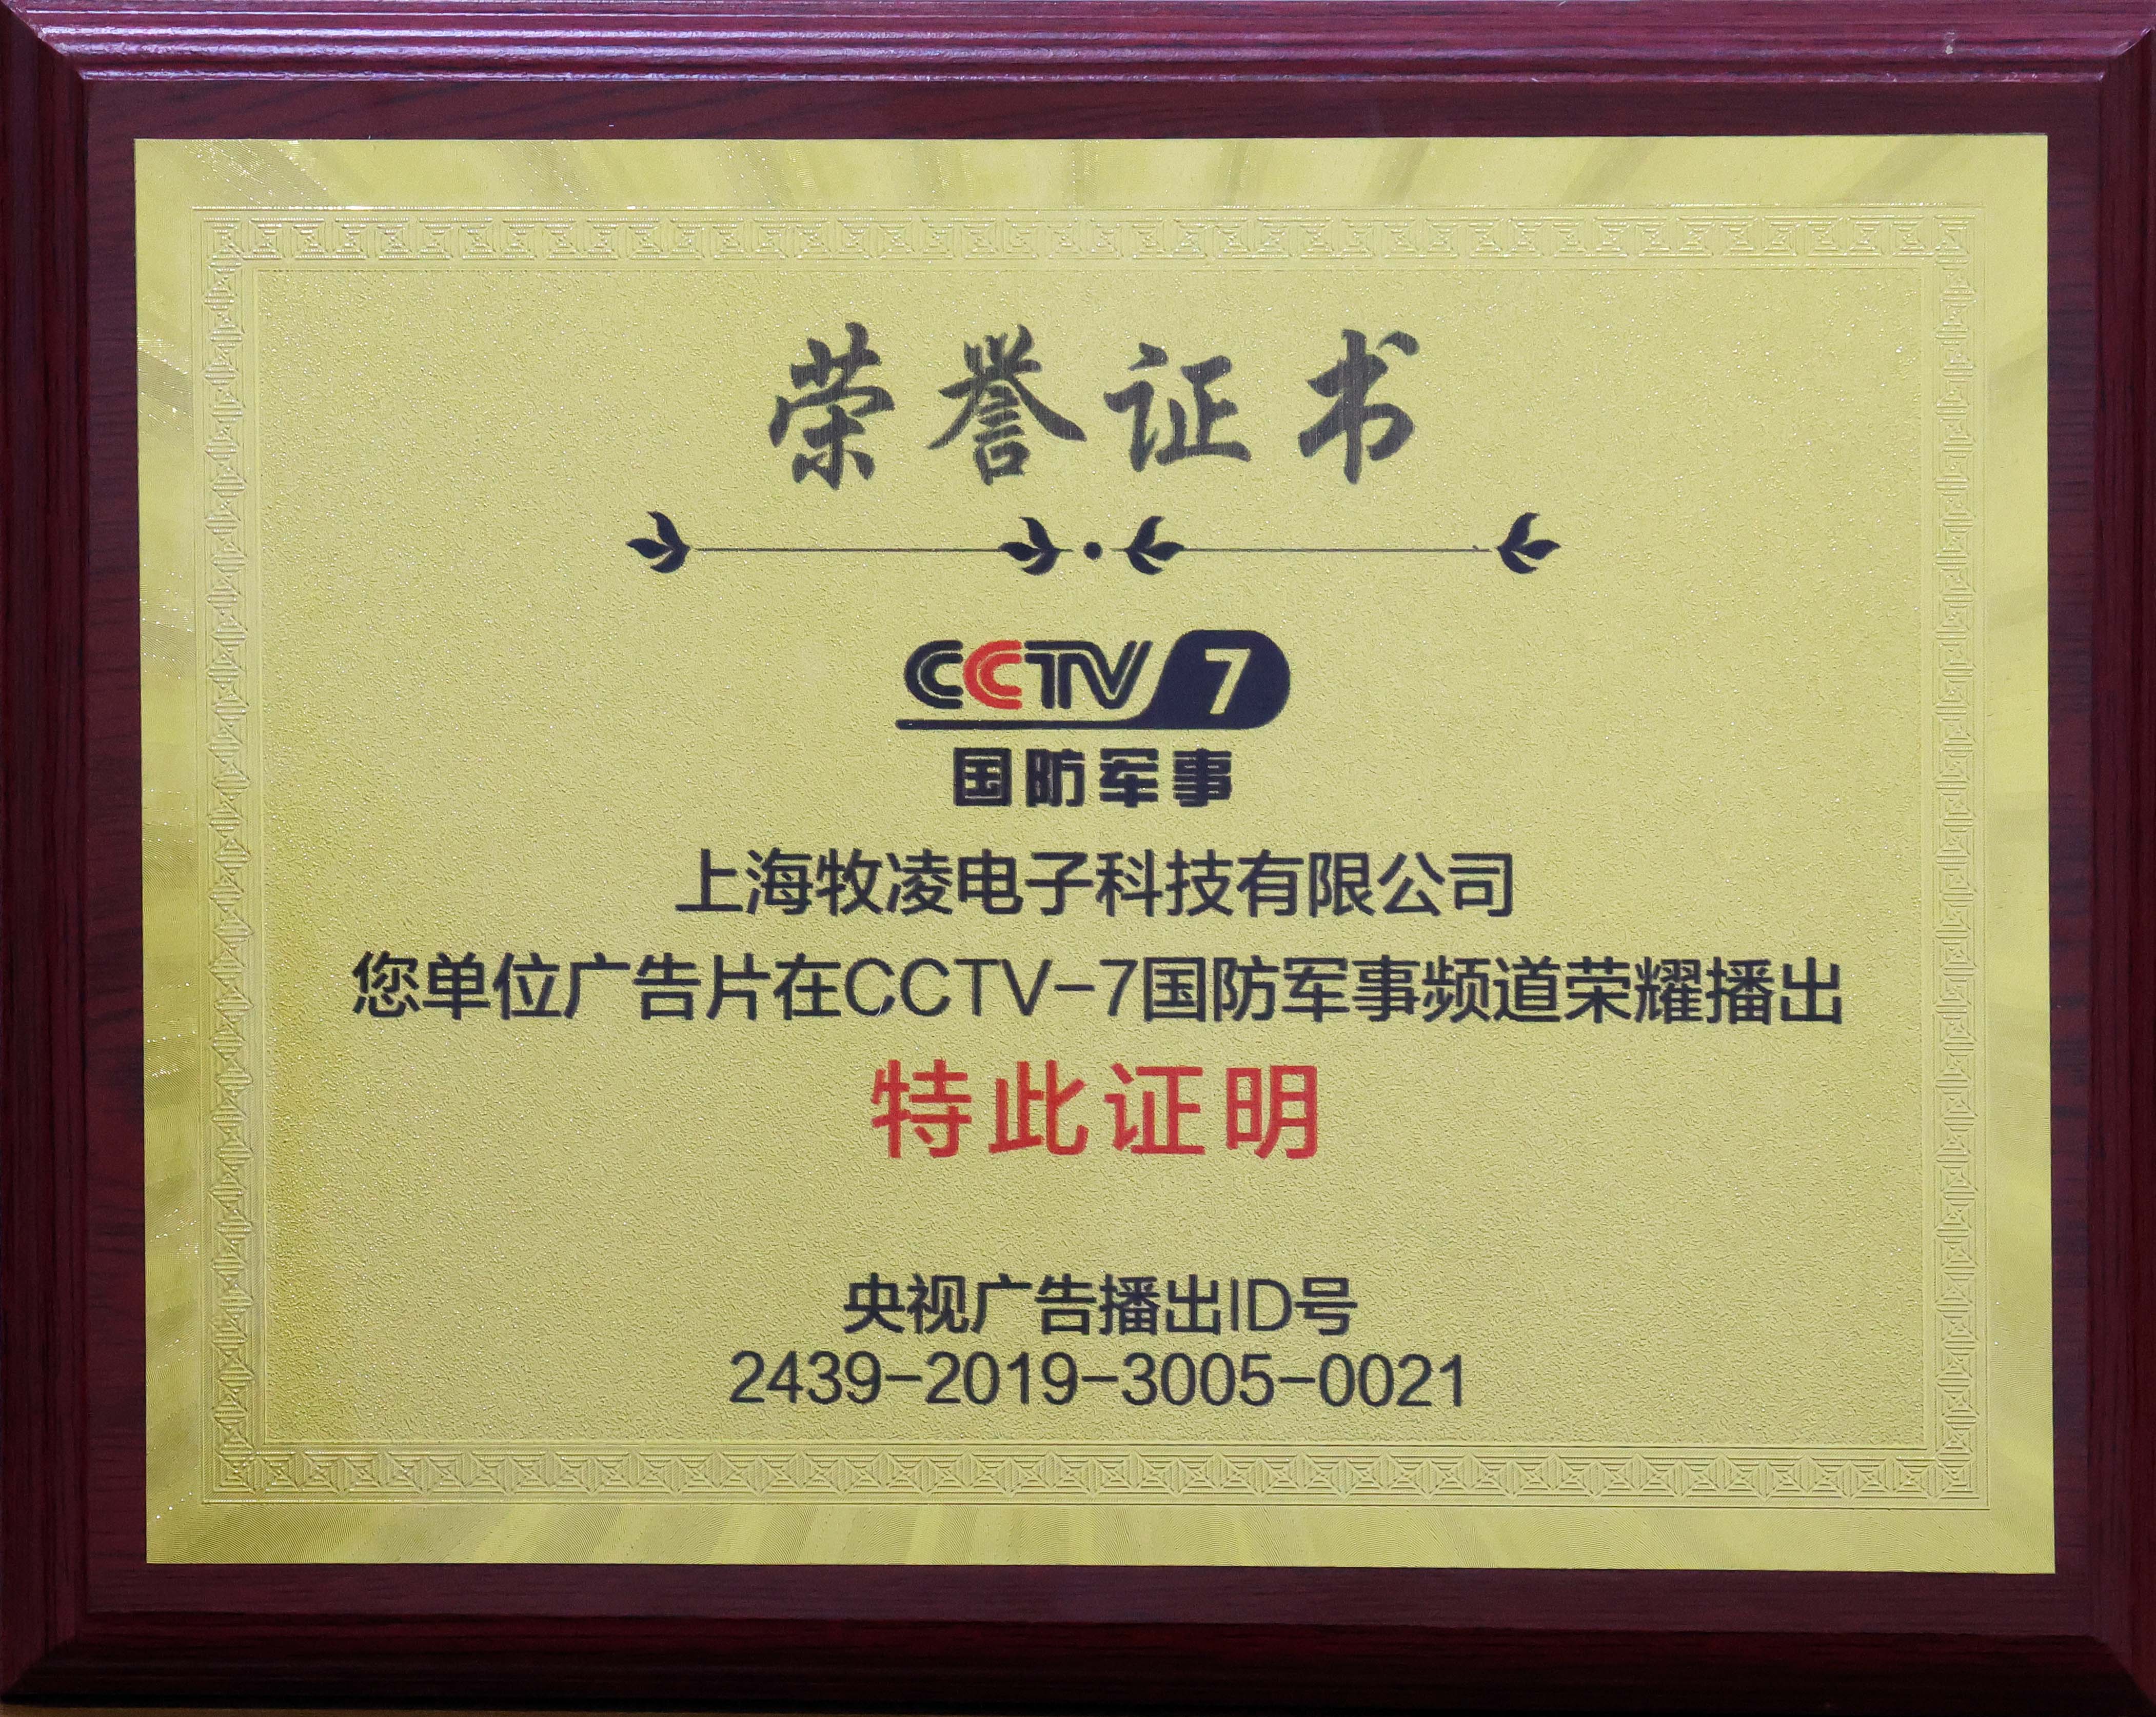 荣誉证书
CCTV 7
国防军事
上海牧凌电子科技有限公司
您单位广告片在CCTV-7国防军事频道荣耀播出
特此证明
央视广告播出ID号
2439-2019-3005-0021